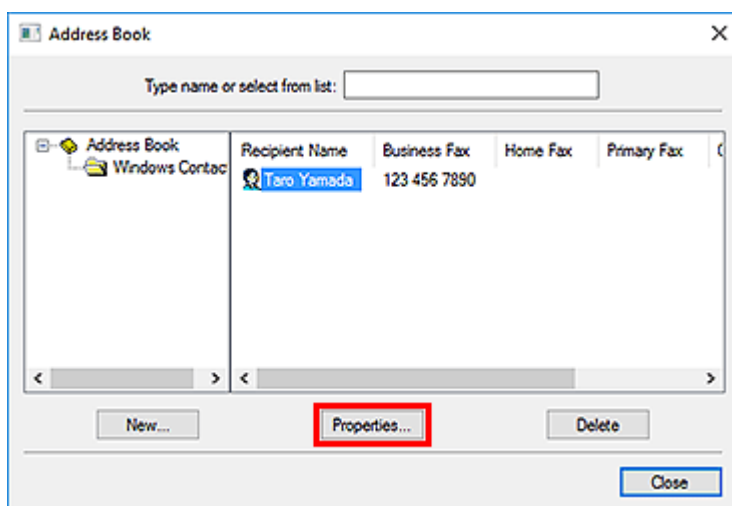 Address Book
Type name or select from list:
Address Book
Windows Contac
Recipient Name Business Fax Home Fax Primary Fax
Taro Yamada 123 456 7890
New... Properties... Delete
Close